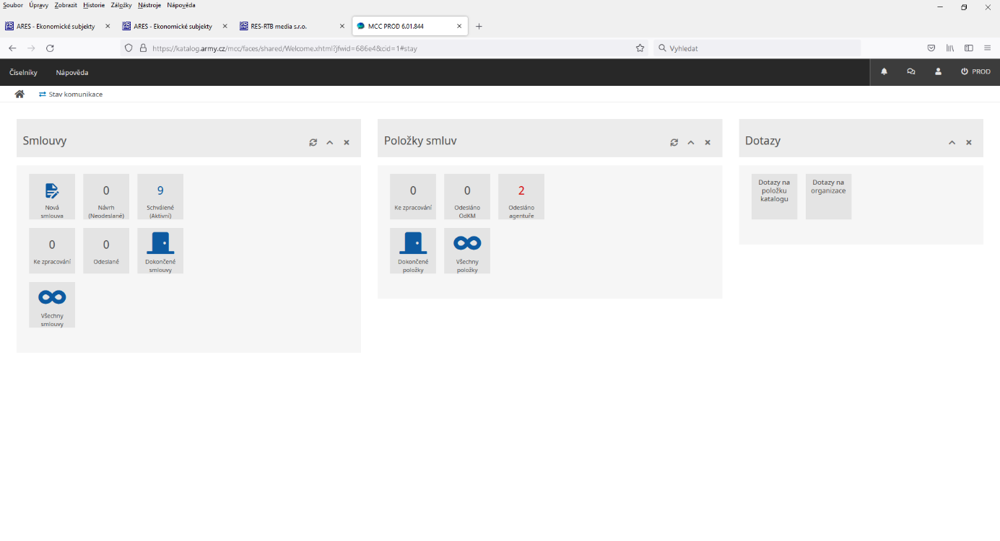 Soubor Úpravy Zobrazit Historie Záložky Nástroje Nápověda
ARES - Ekonomické subjekty
ARES - Ekonomické subjekty
RES-RTB media s.r.o.
MCC PROD 6.01.844
https://katalog.army.cz/mcc/faces/shared/Welcome.xhtml?jfwid=686e4&cid=1#stay
Vyhledat
Číselníky Nápověda
PROD
Stav komunikace
Smlouvy
Nová
smlouva
0
Návrh
(Neodeslané)
9
Schválené
(Aktivní)
0
Ke zpracování
0
Odeslané
Dokončené
smlouvy
Všechny
smlouvy
Položky smluv
0
Ke zpracování
0
Odesláno
OdKM
2
Odesláno
agentuře
Dokončené
položky
Všechny
položky
Dotazy
Dotazy na
položku
katalogu
Dotazy na
organizace